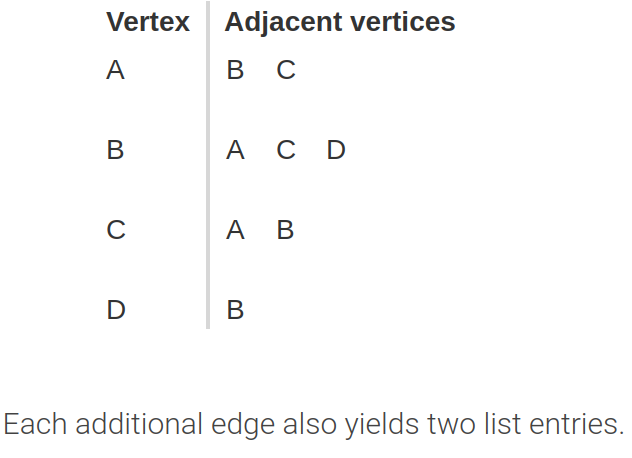 Vertex Adjacent vertices
A B C
B A C D
C A B
D B
Each additional edge also yields two list entries.